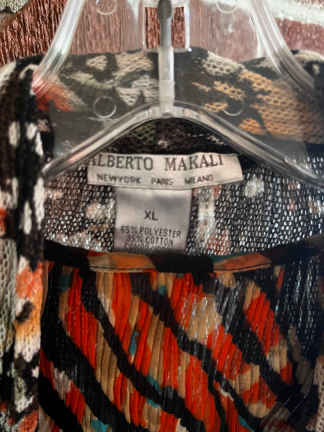 ALBERTO MAKALI
NEWYORK PARIS MILANO
XL
65% POLYESTER
35% COTTON